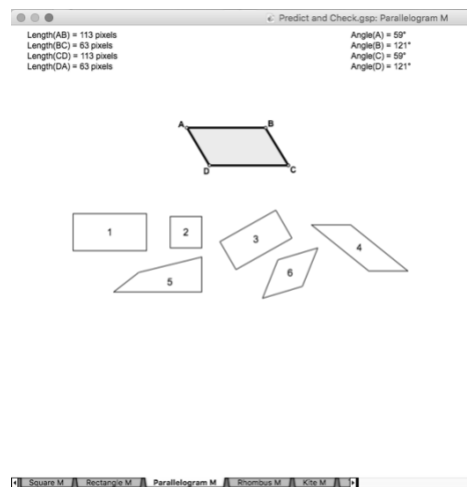 Predict and Check.gsp: Parallelogram M
Length(AB) = 113 pixels
Length(BC) = 63 pixels
Length(CD) = 113 pixels
Length(DA) = 63 pixels
Angle(A) = 59°
Angle(B) = 121°
Angle(C) = 59°
Angle(D) = 121°
A B
D C
1 2 3 4
5 6
Square M Rectangle M Parallelogram M Rhombus M Kite M